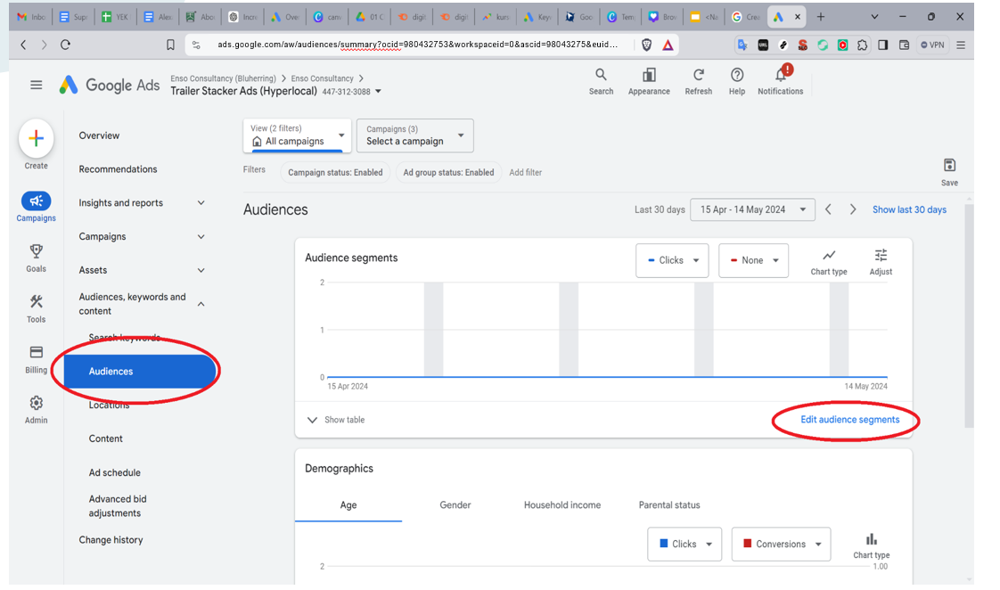 Inbo
Supp
YEK
Alex
Abo
Incre
Ove
cam
01 C
digit
digit
kurs
Key
Goo
Tem
Brov
<Na
Crea
ads.google.com/aw/audiences/summary?ocid=980432753&workspaceid=0&ascid=98043275&euid...
VPN
Google Ads
Enso Consultancy (Bluherring) > Enso Consultancy >
Trailer Stacker Ads (Hyperlocal) 447-312-3088
Search
Appearance
Refresh
Help
Notifications
!
Create
Campaigns
Goals
Tools
Billing
Admin
Overview
Recommendations
Insights and reports
Campaigns
Assets
Audiences, keywords and
content
Search keywords
Audiences
Locations
Content
Ad schedule
Advanced bid
adjustments
Change history
View (2 filters)
All campaigns
Campaigns (3)
Select a campaign
Filters
Campaign status: Enabled
Ad group status: Enabled
Add filter
Save
Audiences
Last 30 days
15 Apr - 14 May 2024
Show last 30 days
Audience segments
Clicks
None
Chart type
Adjust
2
1
0
15 Apr 2024
14 May 2024
Show table
Edit audience segments
Demographics
Age
Gender
Household income
Parental status
Clicks
Conversions
Chart type
2
1.00